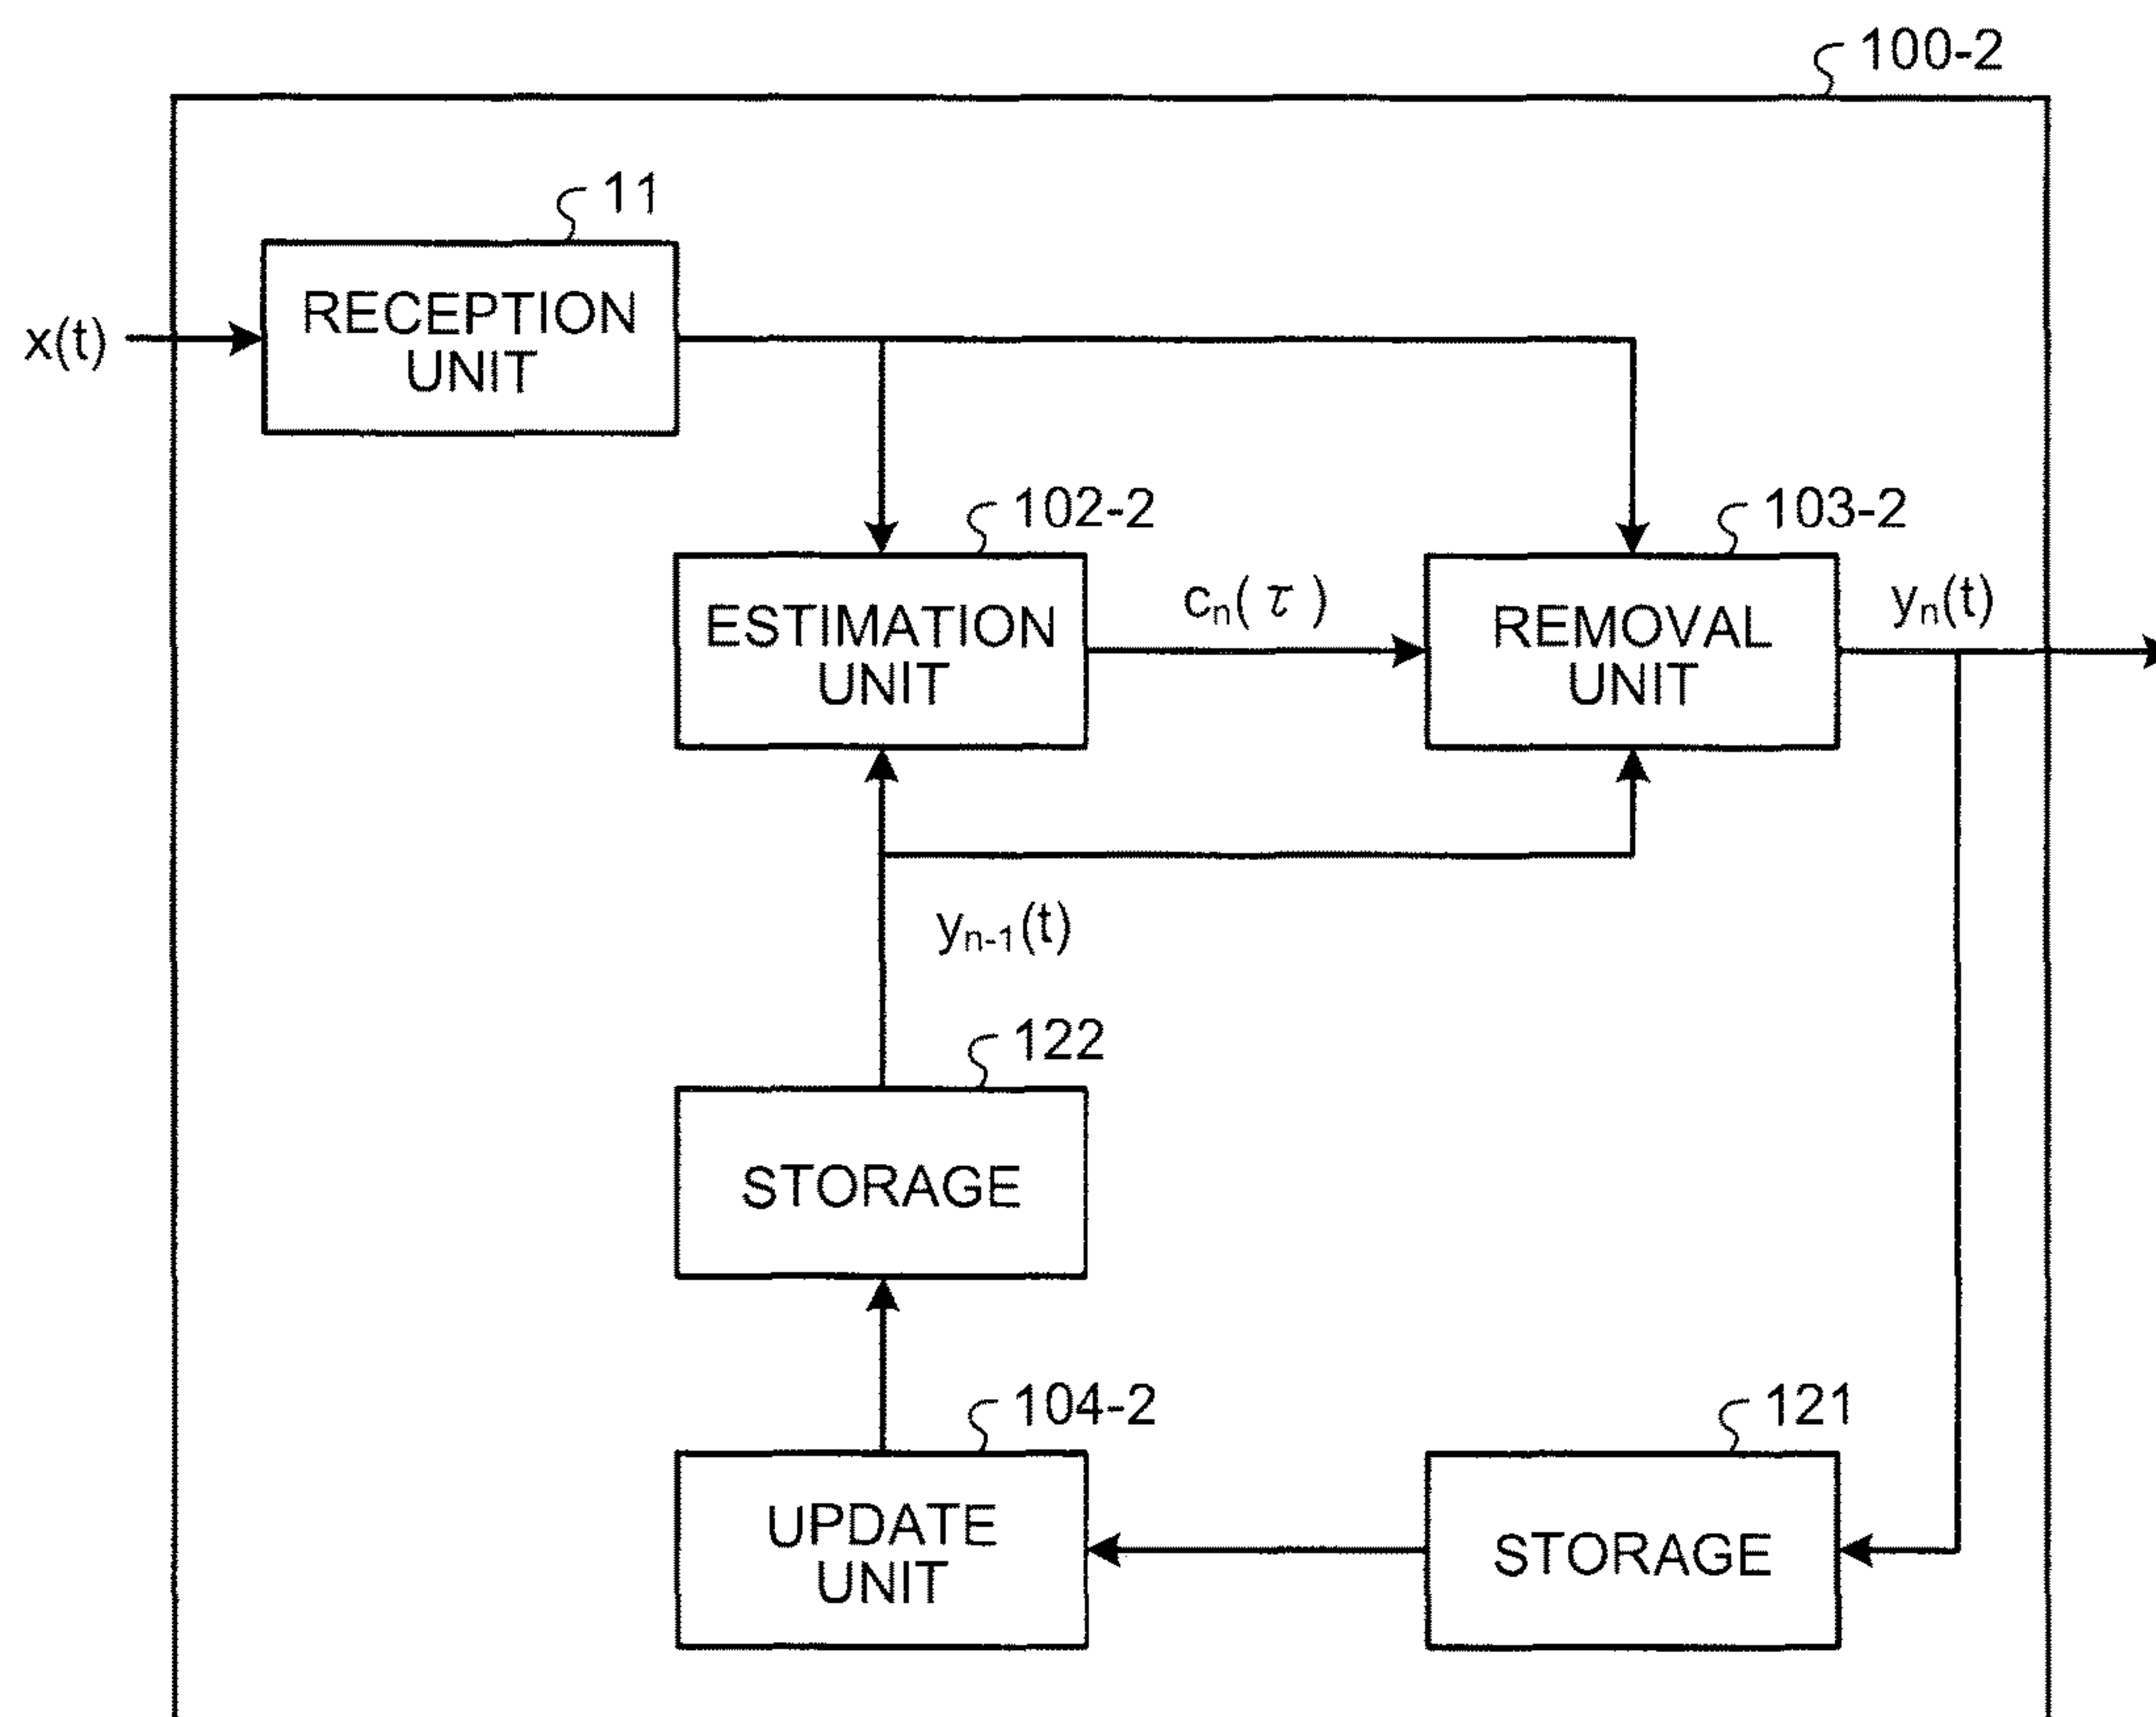 100-2
11
RECEPTION
UNIT
x(t)
102-2
103-2
ESTIMATION
UNIT
cn(τ)
REMOVAL
UNIT
yn(t)
yn-1(t)
122
STORAGE
104-2
121
UPDATE
UNIT
STORAGE